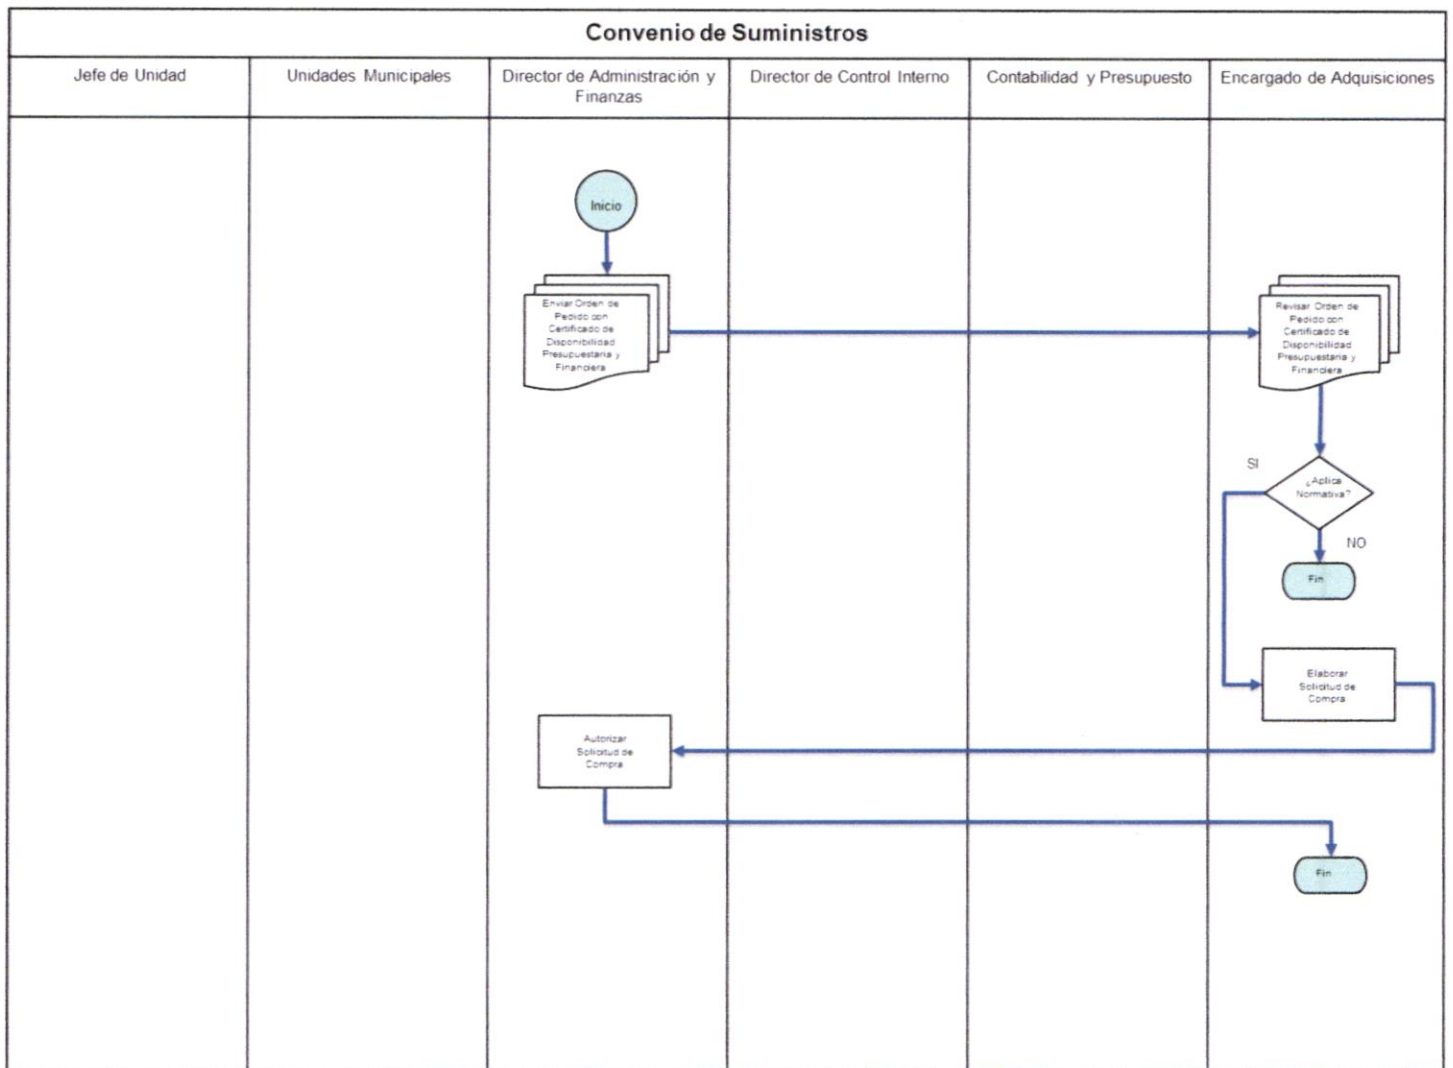 Convenio de Suministros
Jefe de Unidad
Unidades Municipales
Director de Administración y
Finanzas
Director de Control Interno
Contabilidad y Presupuesto
Encargado de Adquisiciones
Inicio
Enviar Orden de
Pedido con
Certificado de
Disponibilidad
Presupuestaria y
Financiera
Revisar Orden de
Pedido con
Certificado de
Disponibilidad
Presupuestaria y
Financiera
SI
¿Aplica
Normativa?
NO
Fin
Elaborar
Solicitud de
Compra
Autorizar
Solicitud de
Compra
Fin